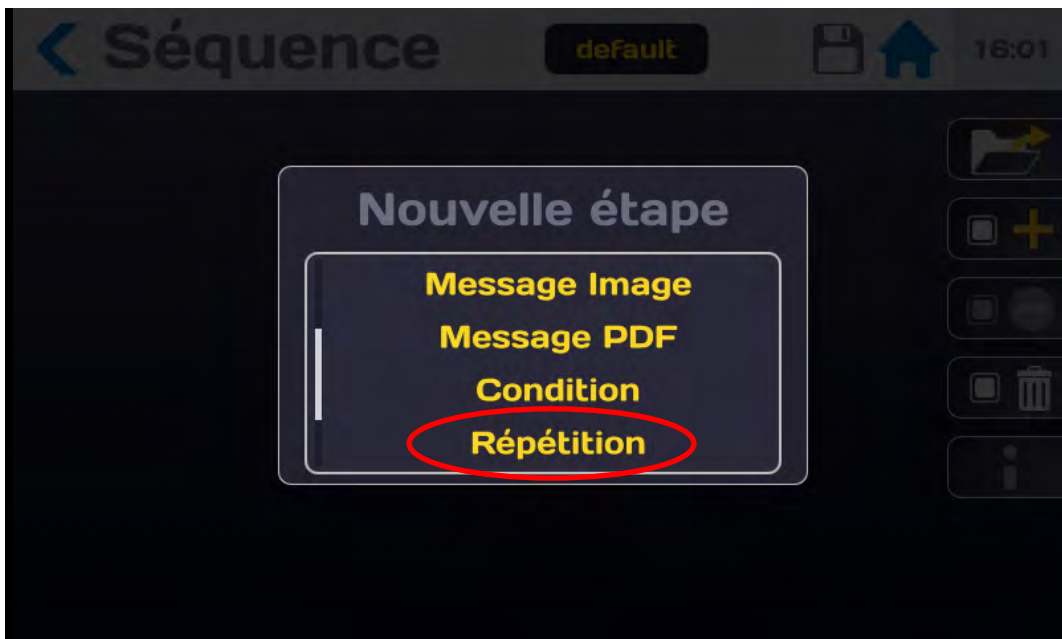 Séquence
default
16:01
Nouvelle étape
Message Image
Message PDF
Condition
Répétition